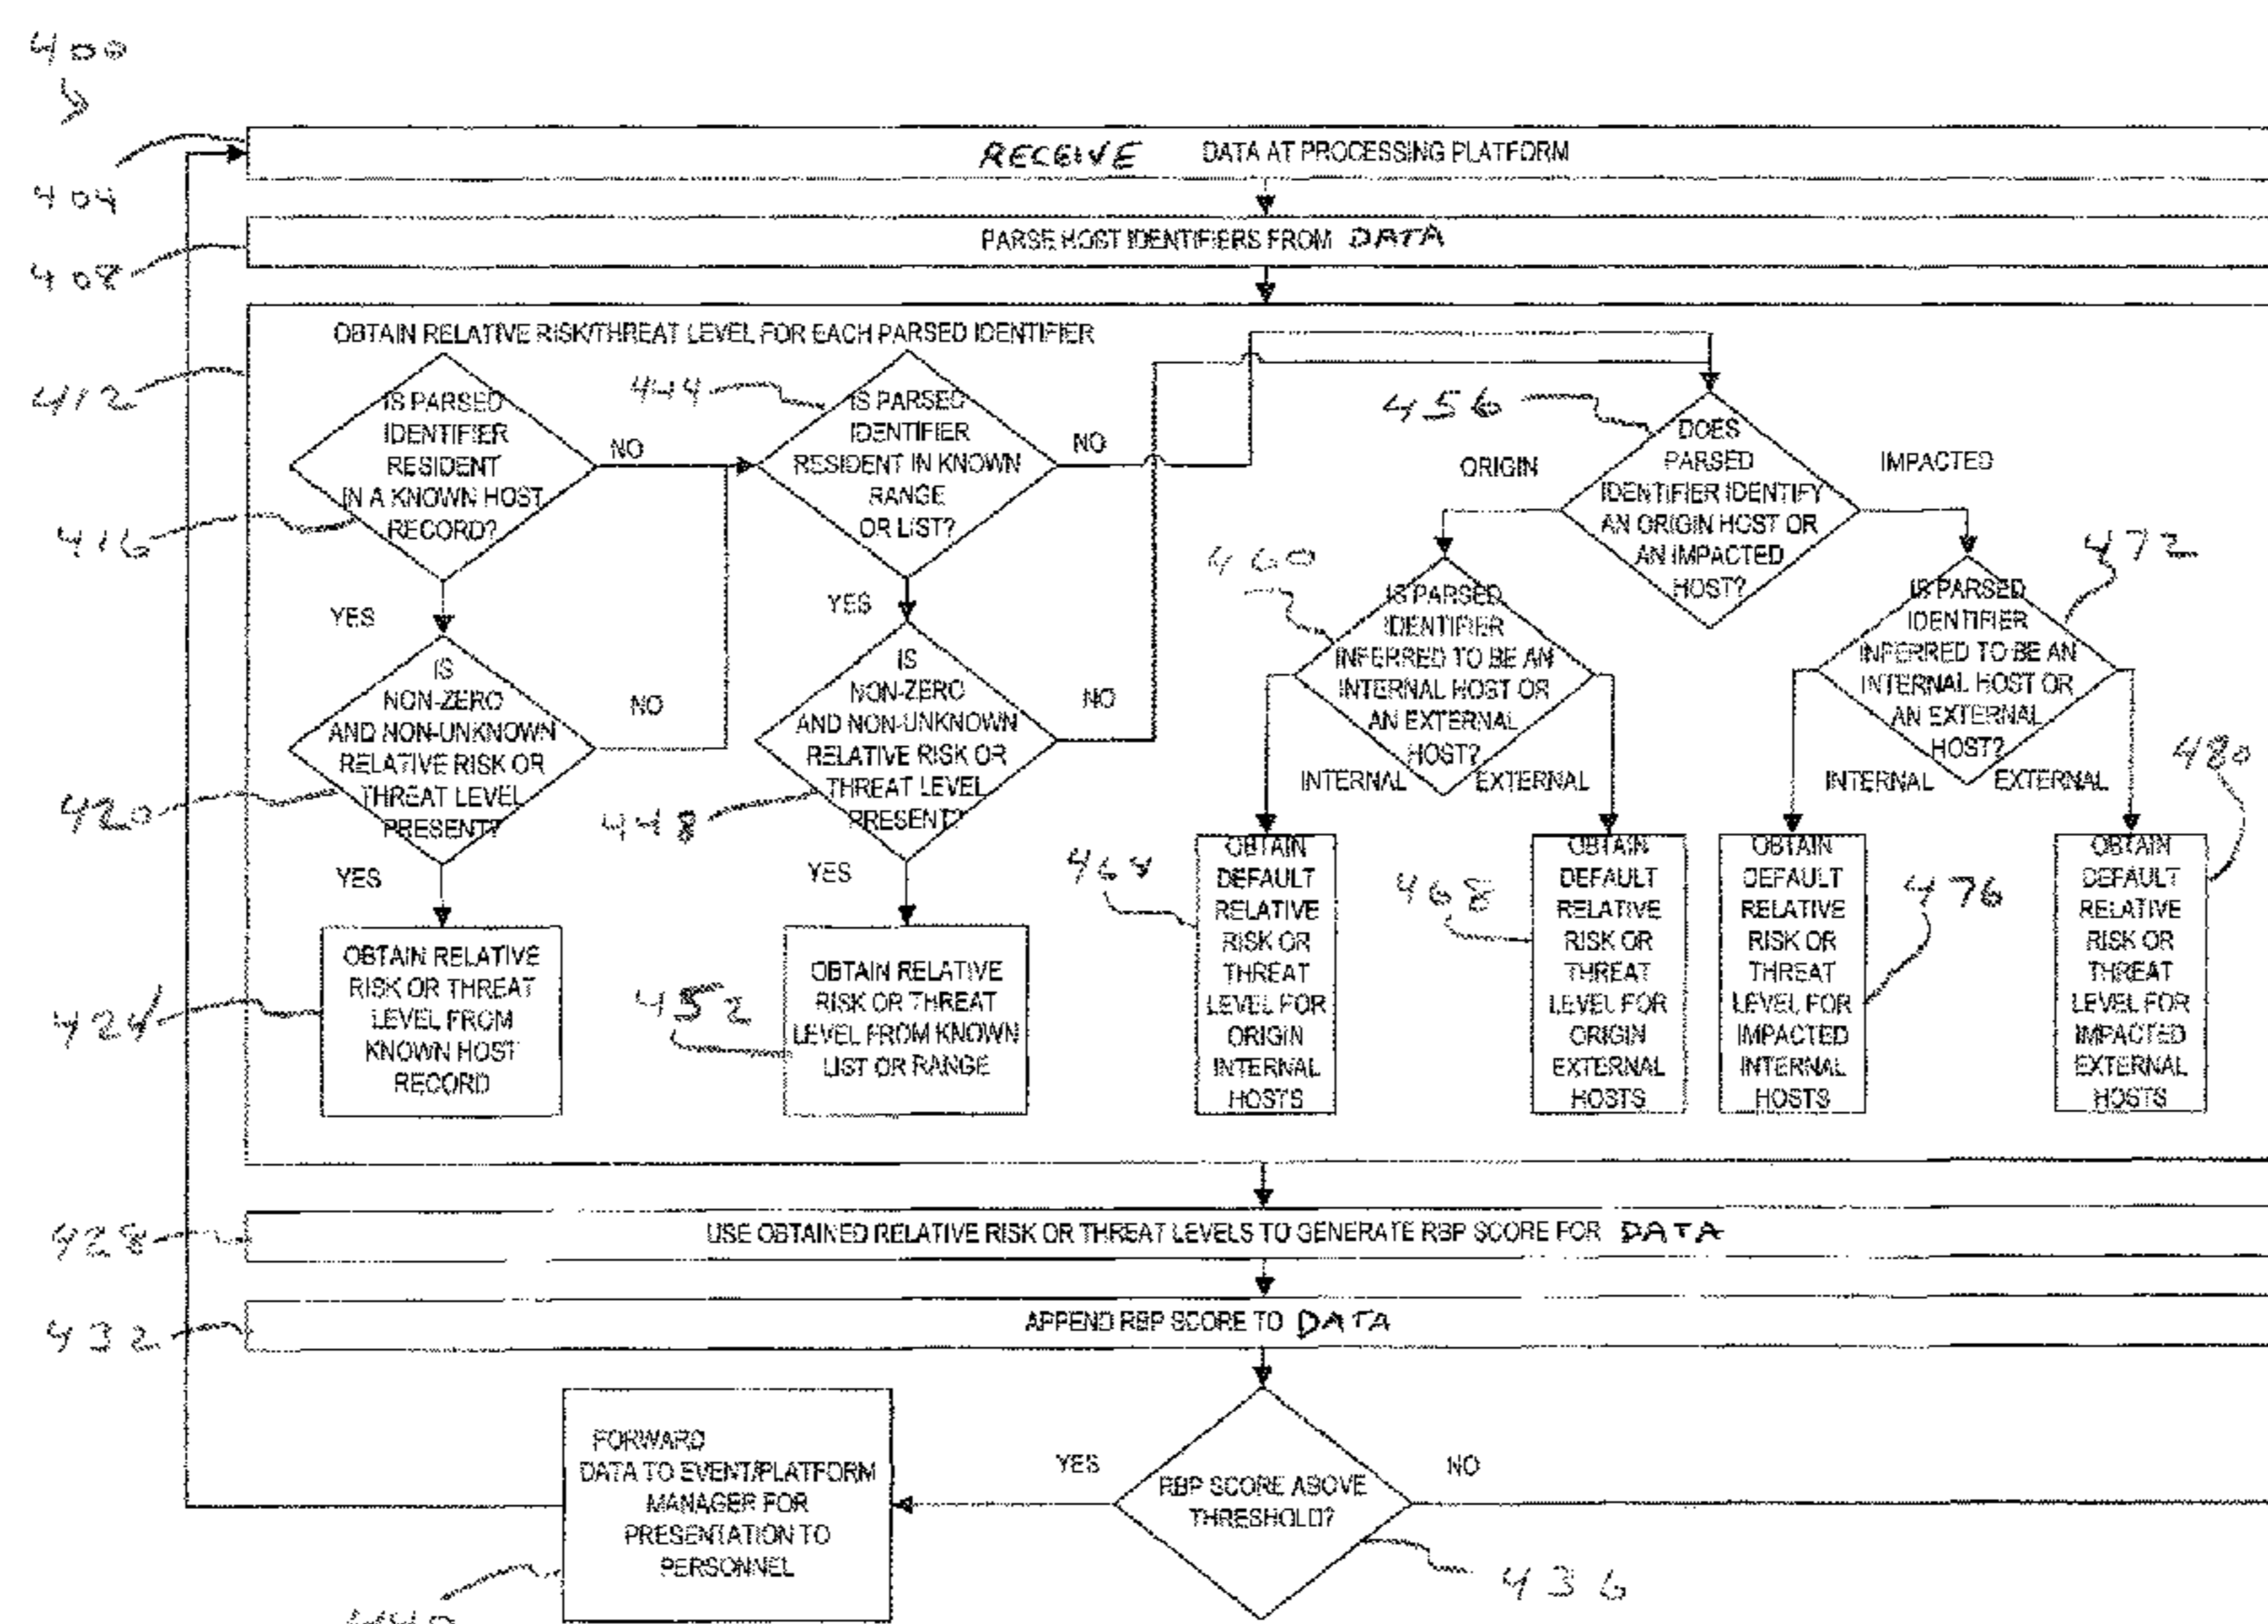 400
404
RECEIVE DATA AT PROCESSING PLATFORM
408
PARSE HOST IDENTIFIERS FROM DATA
412
OBTAIN RELATIVE RISK/THREAT LEVEL FOR EACH PARSED IDENTIFIER
416
IS PARSED
IDENTIFIER
RESIDENT
IN A KNOWN HOST
RECORD?
NO
YES
420
IS
NON-ZERO
AND NON-UNKNOWN
RELATIVE RISK OR
THREAT LEVEL
PRESENT?
NO
YES
424
OBTAIN RELATIVE
RISK OR THREAT
LEVEL FROM
KNOWN HOST
RECORD
444
IS PARSED
IDENTIFIER
RESIDENT IN KNOWN
RANGE
OR LIST?
NO
YES
448
IS
NON-ZERO
AND NON-UNKNOWN
RELATIVE RISK OR
THREAT LEVEL
PRESENT?
NO
YES
452
OBTAIN RELATIVE
RISK OR THREAT
LEVEL FROM KNOWN
LIST OR RANGE
456
DOES
PARSED
IDENTIFIER IDENTIFY
AN ORIGIN HOST OR
AN IMPACTED
HOST?
ORIGIN
IMPACTED
460
IS PARSED
IDENTIFIER
INFERRED TO BE AN
INTERNAL HOST OR
AN EXTERNAL
HOST?
INTERNAL
EXTERNAL
464
OBTAIN
DEFAULT
RELATIVE
RISK OR
THREAT
LEVEL FOR
ORIGIN
INTERNAL
HOSTS
468
OBTAIN
DEFAULT
RELATIVE
RISK OR
THREAT
LEVEL FOR
ORIGIN
EXTERNAL
HOSTS
472
IS PARSED
IDENTIFIER
INFERRED TO BE AN
INTERNAL HOST OR
AN EXTERNAL
HOST?
INTERNAL
EXTERNAL
476
OBTAIN
DEFAULT
RELATIVE
RISK OR
THREAT
LEVEL FOR
IMPACTED
INTERNAL
HOSTS
480
OBTAIN
DEFAULT
RELATIVE
RISK OR
THREAT
LEVEL FOR
IMPACTED
EXTERNAL
HOSTS
428
USE OBTAINED RELATIVE RISK OR THREAT LEVELS TO GENERATE RBP SCORE FOR DATA
432
APPEND RBP SCORE TO DATA
436
RBP SCORE ABOVE
THRESHOLD?
YES
NO
FORWARD
DATA TO EVENT/PLATFORM
MANAGER FOR
PRESENTATION TO
PERSONNEL